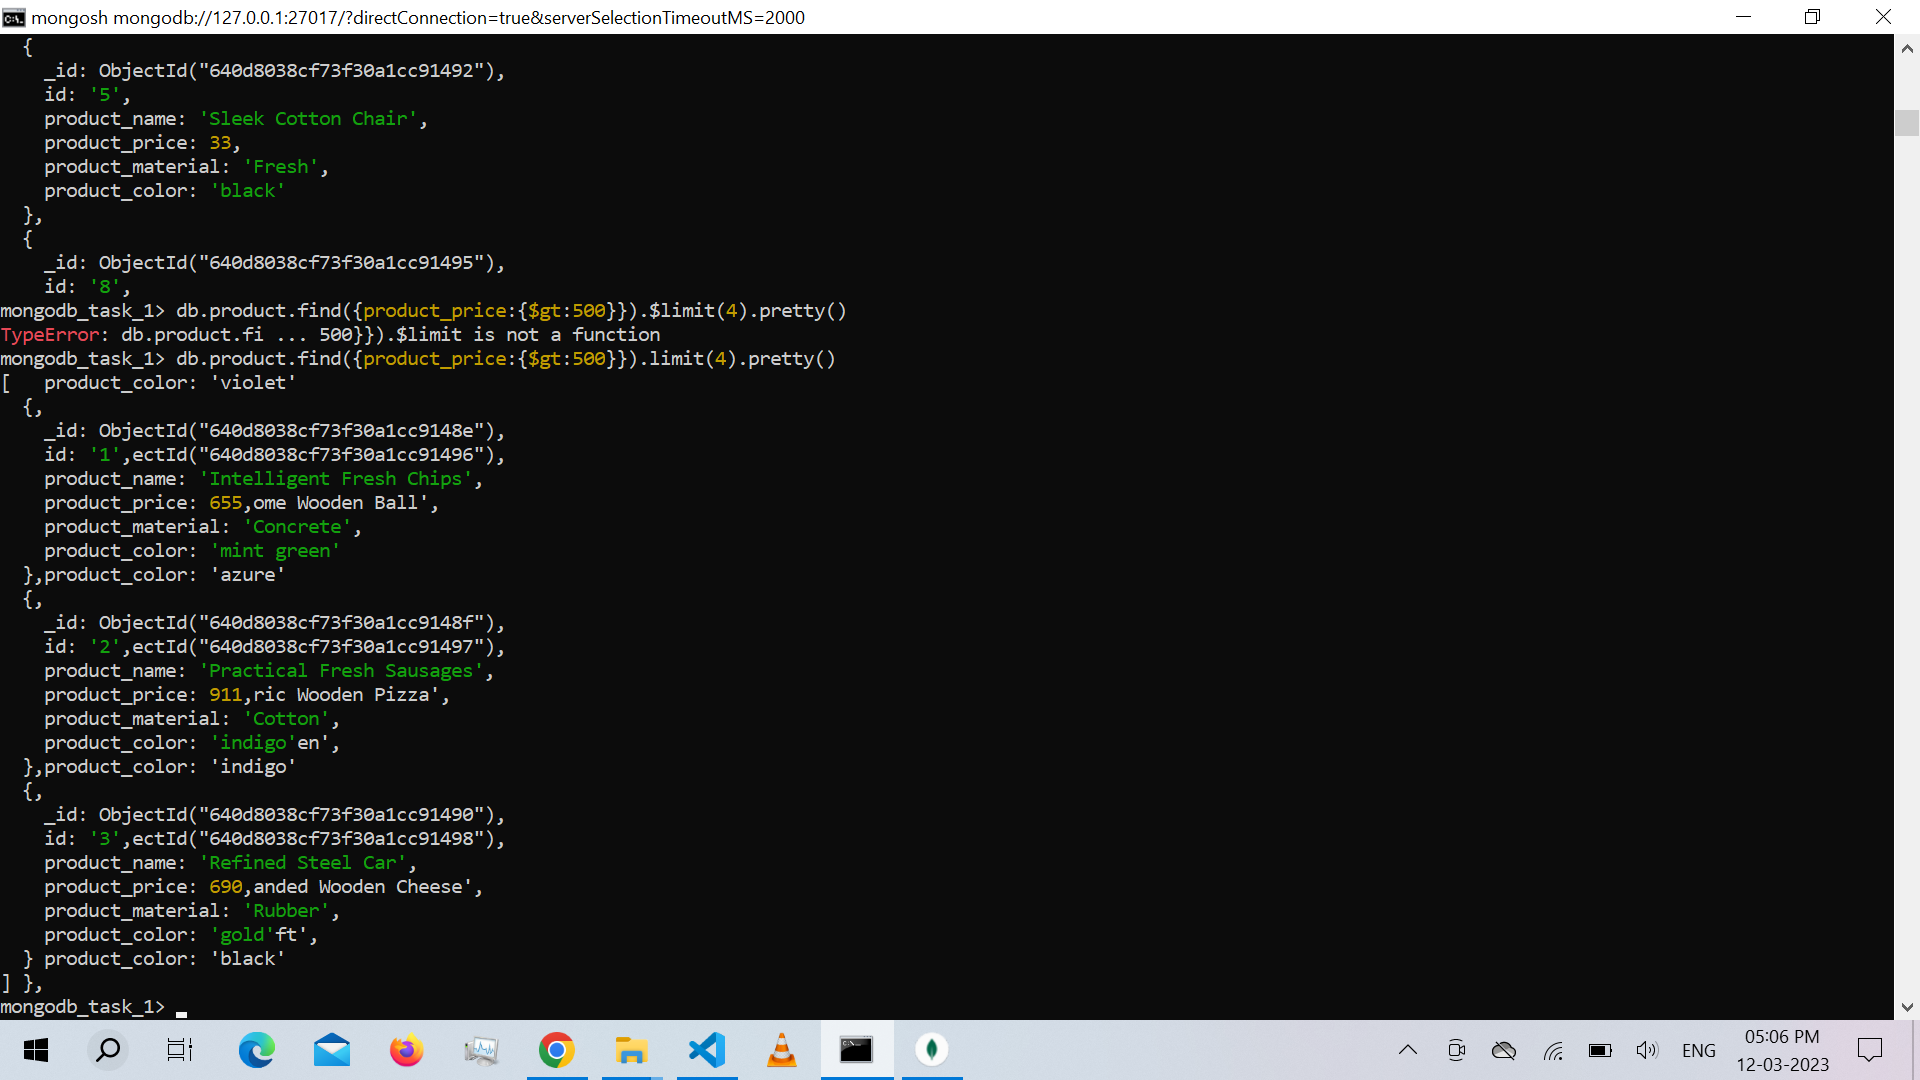 mongosh mongodb://127.0.0.1:27017/?directConnection=true&serverSelectionTimeoutMS=2000
{
_id: ObjectId("640d8038cf73f30a1cc91492"),
id: '5',
product_name: 'Sleek Cotton Chair',
product_price: 33,
product_material: 'Fresh',
product_color: 'black'
},
{
_id: ObjectId("640d8038cf73f30a1cc91495"),
id: '8',
mongodb_task_1> db.product.find({product_price:{$gt:500}}).$limit(4).pretty()
TypeError: db.product.fi ... 500}}).$limit is not a function
mongodb_task_1> db.product.find({product_price:{$gt:500}}).limit(4).pretty()
[   product_color: 'violet'
{,
_id: ObjectId("640d8038cf73f30a1cc9148e"),
id: '1',ectId("640d8038cf73f30a1cc91496"),
product_name: 'Intelligent Fresh Chips',
product_price: 655,ome Wooden Ball',
product_material: 'Concrete',
product_color: 'mint green'
},product_color: 'azure'
{,
_id: ObjectId("640d8038cf73f30a1cc9148f"),
id: '2',ectId("640d8038cf73f30a1cc91497"),
product_name: 'Practical Fresh Sausages',
product_price: 911,ric Wooden Pizza',
product_material: 'Cotton',
product_color: 'indigo'en',
},product_color: 'indigo'
{,
_id: ObjectId("640d8038cf73f30a1cc91490"),
id: '3',ectId("640d8038cf73f30a1cc91498"),
product_name: 'Refined Steel Car',
product_price: 690,anded Wooden Cheese',
product_material: 'Rubber',
product_color: 'gold'ft',
} product_color: 'black'
] },
mongodb_task_1>
ENG
05:06 PM
12-03-2023